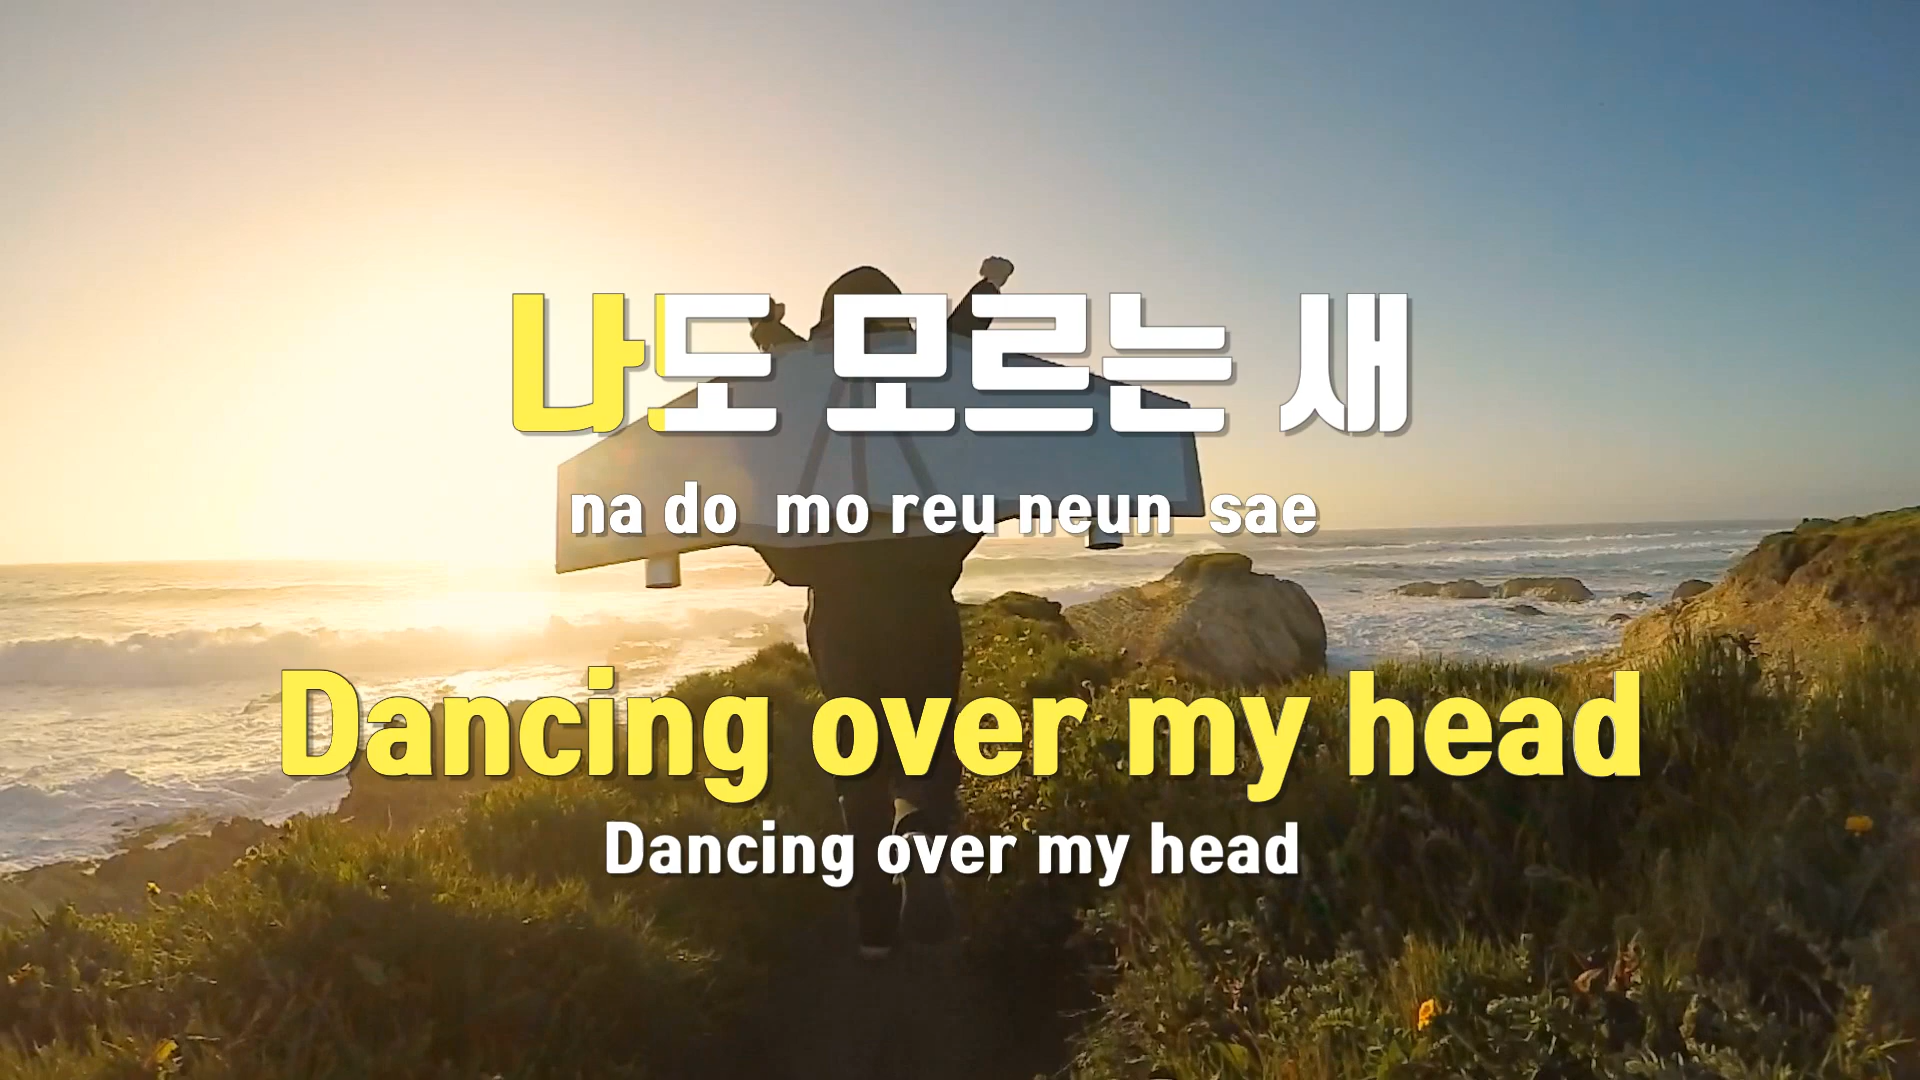 나도 모르는 새
na do mo reu neun sae
Dancing over my head
Dancing over my head